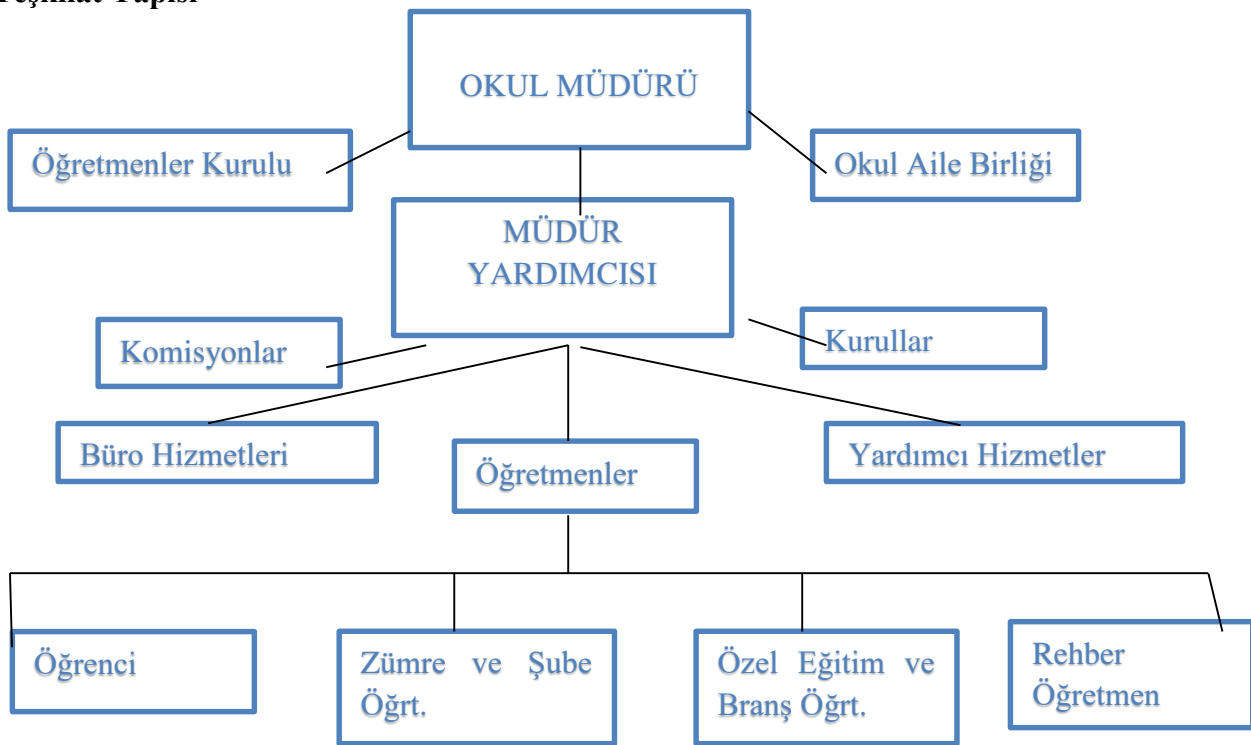 OKUL MÜDÜRÜ
Öğretmenler Kurulu
Okul Aile Birliği
MÜDÜR
YARDIMCISI
Komisyonlar
Kurullar
Büro Hizmetleri
Öğretmenler
Yardımcı Hizmetler
Öğrenci
Zümre ve Şube
Öğrt.
Özel Eğitim ve
Branş Öğrt.
Rehber
Öğretmen